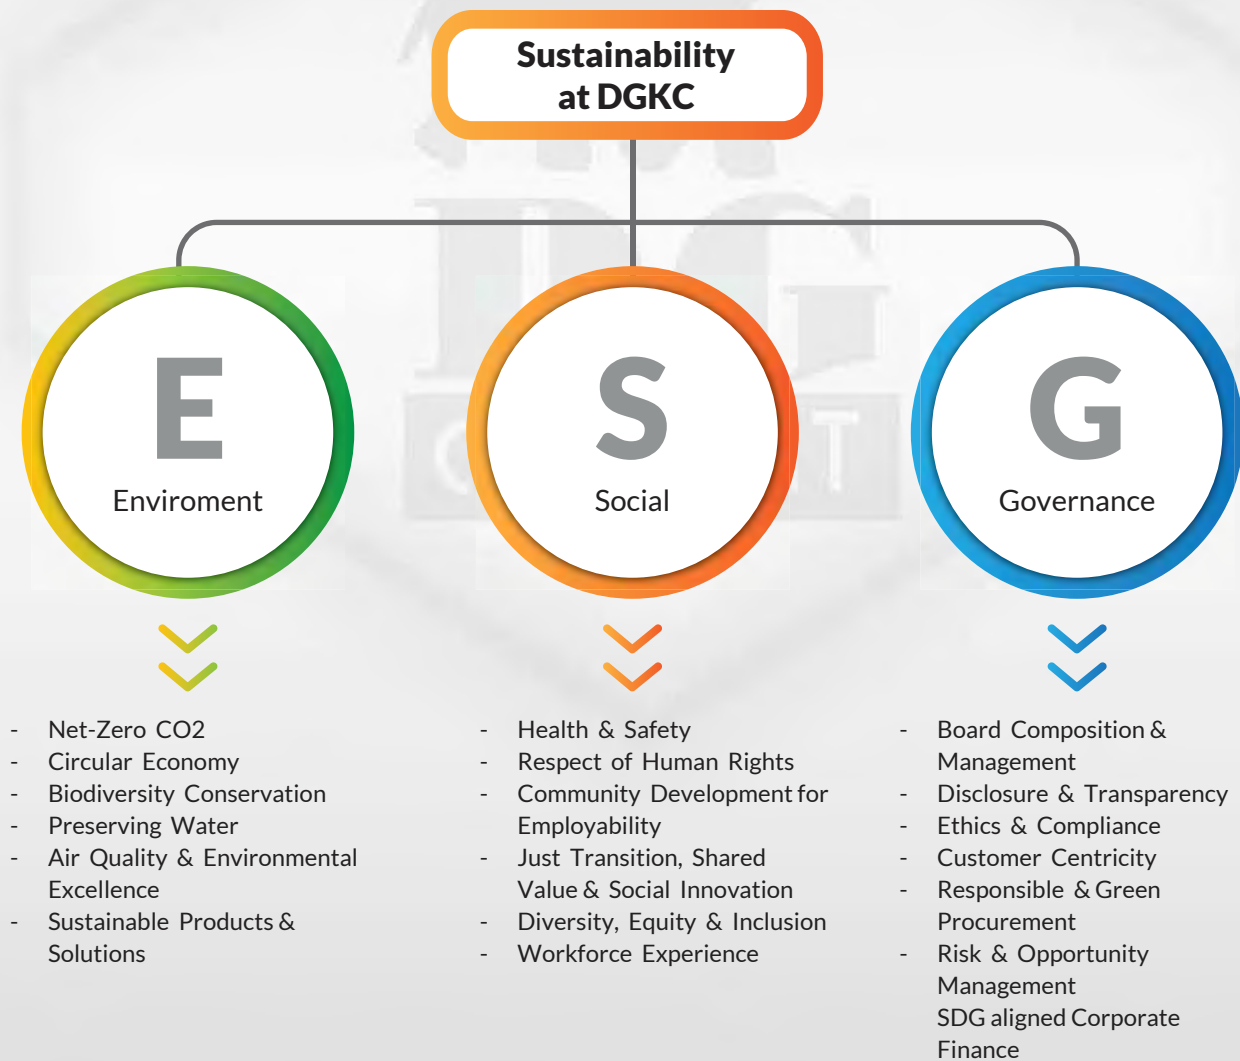 Sustainability
at DGKC
E
Enviroment
S
Social
G
Governance
- Net-Zero CO2
- Circular Economy
- Biodiversity Conservation
- Preserving Water
- Air Quality & Environmental
Excellence
- Sustainable Products &
Solutions
- Health & Safety
- Respect of Human Rights
- Community Development for
Employability
- Just Transition, Shared
Value & Social Innovation
- Diversity, Equity & Inclusion
- Workforce Experience
- Board Composition &
Management
- Disclosure & Transparency
- Ethics & Compliance
- Customer Centricity
- Responsible & Green
Procurement
- Risk & Opportunity
Management
SDG aligned Corporate
Finance